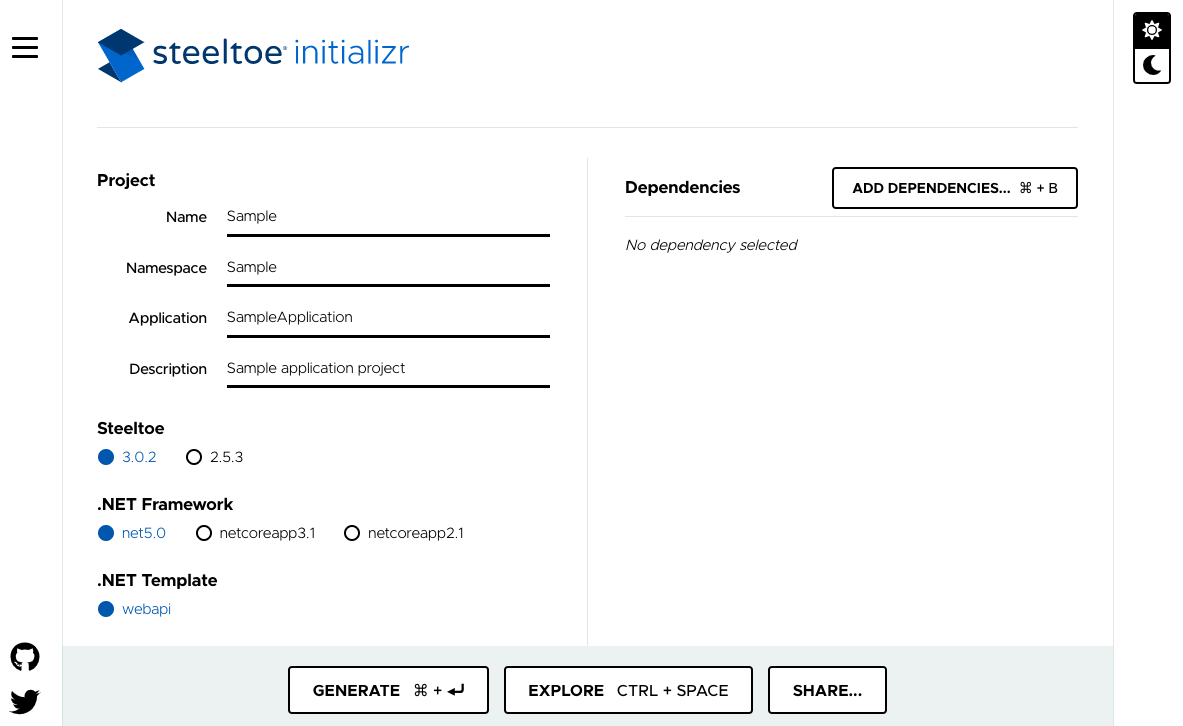 steeltoe® initializr
Project
Name Sample
Namespace Sample
Application SampleApplication
Description Sample application project
Steeltoe
3.0.2 2.5.3
.NET Framework
net5.0 netcoreapp3.1 netcoreapp2.1
.NET Template
webapi
Dependencies
ADD DEPENDENCIES... ⌘ + B
No dependency selected
GENERATE ⌘ + ⏎
EXPLORE CTRL + SPACE
SHARE...